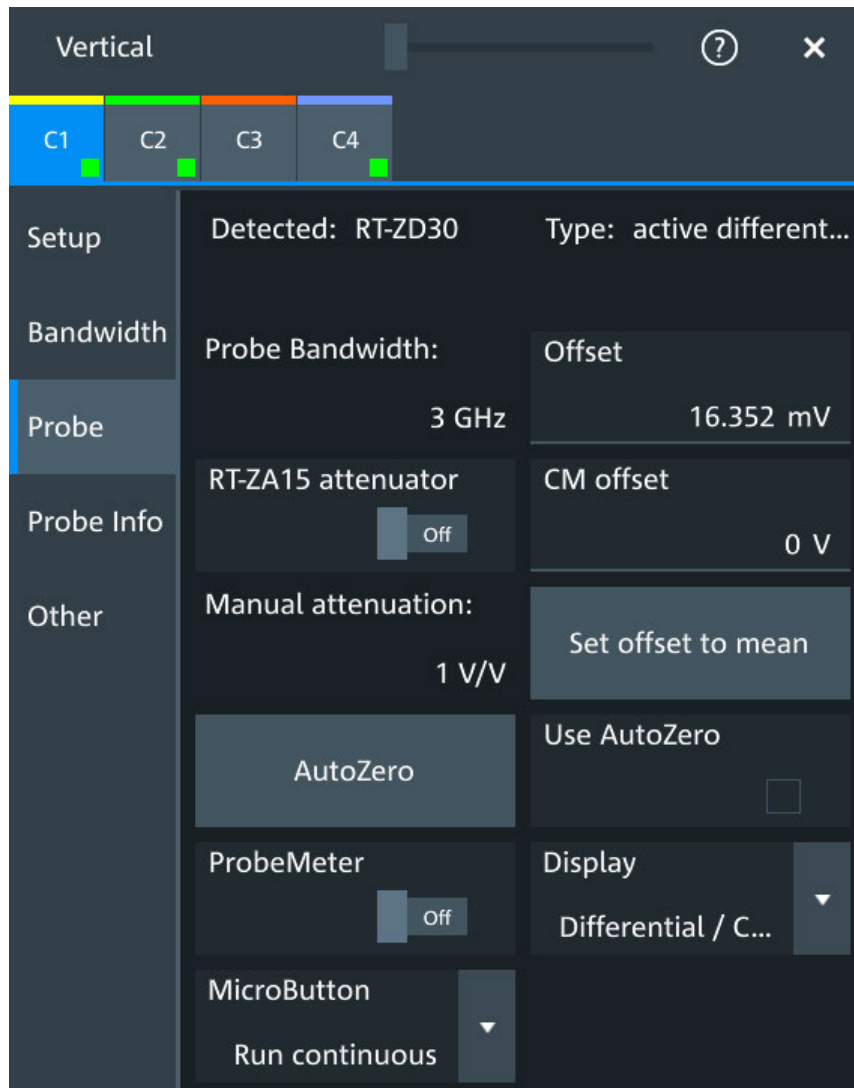 Vertical
?
C1 C2 C3 C4
Setup
Bandwidth
Probe
Probe Info
Other
Detected: RT-ZD30 Type: active different...
Probe Bandwidth:
3 GHz
Offset
16.352 mV
RT-ZA15 attenuator
Off
CM offset
0 V
Manual attenuation:
1 V/V
Set offset to mean
AutoZero
Use AutoZero
ProbeMeter
Off
Display
Differential / C...
MicroButton
Run continuous